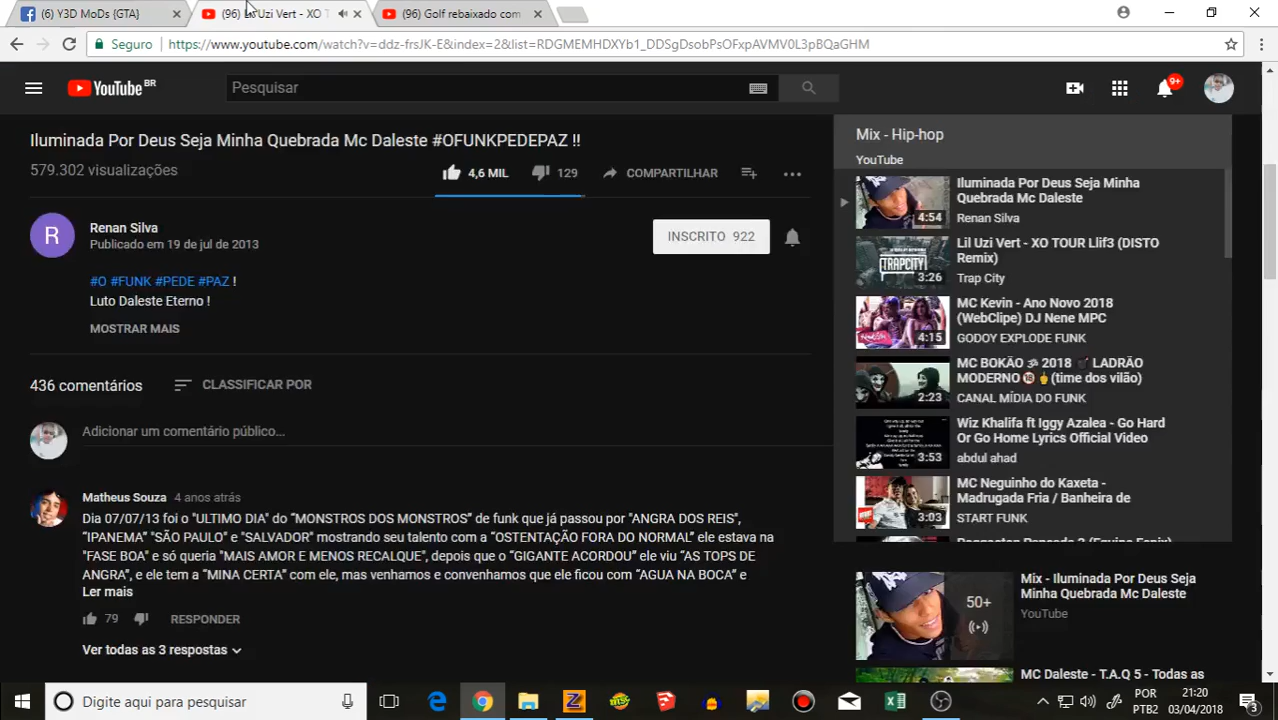 (6) Y3D MoDs {GTA}
(96) Uzi Vert - XO T
(96) Golf rebaixado com
Seguro
https://www.youtube.com/watch?v=ddz-frsJK-E&index=2&list=RDGMEMHDXYb1_DDSgDsobPsOFxpAVMV0L3pBQaGHM
YouTube BR
Pesquisar
9+
Iluminada Por Deus Seja Minha Quebrada Mc Daleste #OFUNKPEDEPAZ !!
579.302 visualizações
4,6 MIL
129
COMPARTILHAR
R
Renan Silva
Publicado em 19 de jul de 2013
INSCRITO 922
#O #FUNK #PEDE #PAZ !
Luto Daleste Eterno !
MOSTRAR MAIS
436 comentários
CLASSIFICAR POR
Adicionar um comentário público...
Matheus Souza 4 anos atrás
Dia 07/07/13 foi o "ULTIMO DIA" do “MONSTROS DOS MONSTROS” de funk que já passou por "ANGRA DOS REIS",
“IPANEMA” "SÃO PAULO" e "SALVADOR" mostrando seu talento com a “OSTENTAÇÃO FORA DO NORMAL” ele estava na
"FASE BOA" e só queria "MAIS AMOR E MENOS RECALQUE", depois que o “GIGANTE ACORDOU” ele viu “AS TOPS DE
ANGRA”, e ele tem a “MINA CERTA” com ele, mas venhamos e convenhamos que ele ficou com “AGUA NA BOCA” e
Ler mais
79
RESPONDER
Ver todas as 3 respostas
Mix - Hip-hop
YouTube
4:54
Iluminada Por Deus Seja Minha
Quebrada Mc Daleste
Renan Silva
TRAPCITY
3:26
Lil Uzi Vert - XO TOUR Llif3 (DISTO
Remix)
Trap City
4:15
MC Kevin - Ano Novo 2018
(WebClipe) DJ Nene MPC
GODOY EXPLODE FUNK
2:23
MC BOKÃO 🕉 2018 LADRÃO
MODERNO🔞🖕(time dos vilão)
CANAL MÍDIA DO FUNK
3:53
Wiz Khalifa ft Iggy Azalea - Go Hard
Or Go Home Lyrics Official Video
abdul ahad
3:03
MC Neguinho do Kaxeta -
Madrugada Fria / Banheira de
START FUNK
50+
Mix - Iluminada Por Deus Seja
Minha Quebrada Mc Daleste
YouTube
MC Daleste - T.A.Q 5 - Todas as
Digite aqui para pesquisar
POR
PTB2
21:20
03/04/2018
3